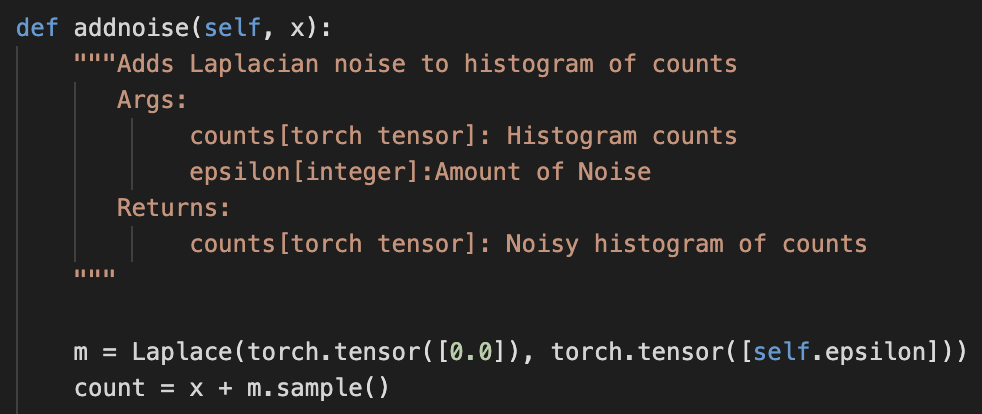 def addnoise(self, x):
    """Adds Laplacian noise to histogram of counts
       Args:
            counts[torch tensor]: Histogram counts
            epsilon[integer]:Amount of Noise
       Returns:
            counts[torch tensor]: Noisy histogram of counts
    """
    m = Laplace(torch.tensor([0.0]), torch.tensor([self.epsilon]))
    count = x + m.sample()